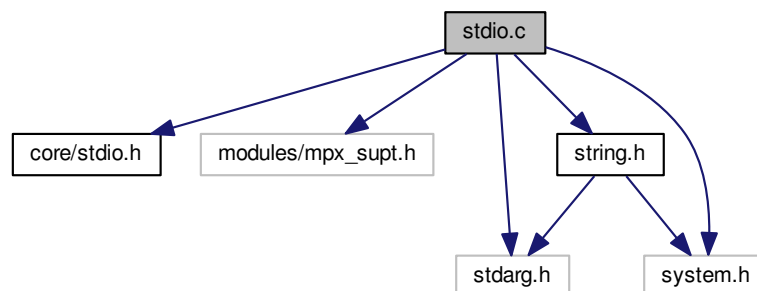 stdio.c
core/stdio.h
modules/mpx_supt.h
string.h
stdarg.h
system.h